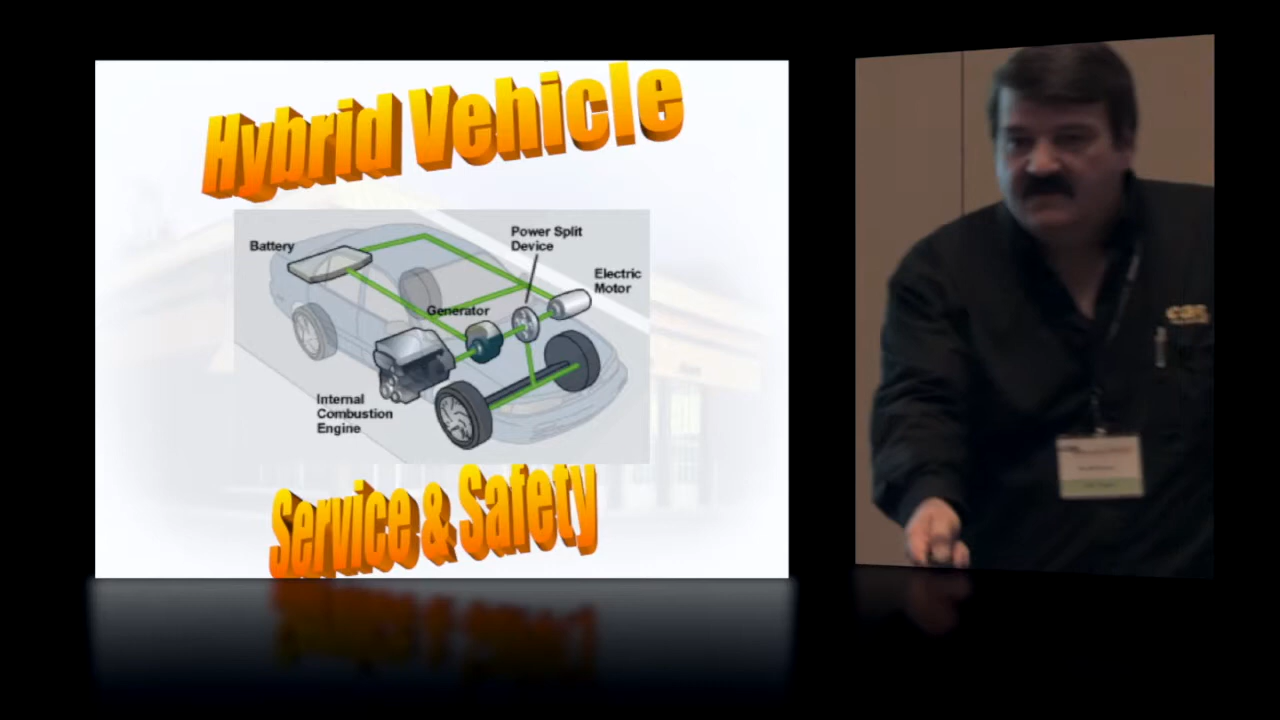 Hybrid Vehicle
Battery
Power Split
Device
Electric
Motor
Generator
Internal
Combustion
Engine
Service & Safety